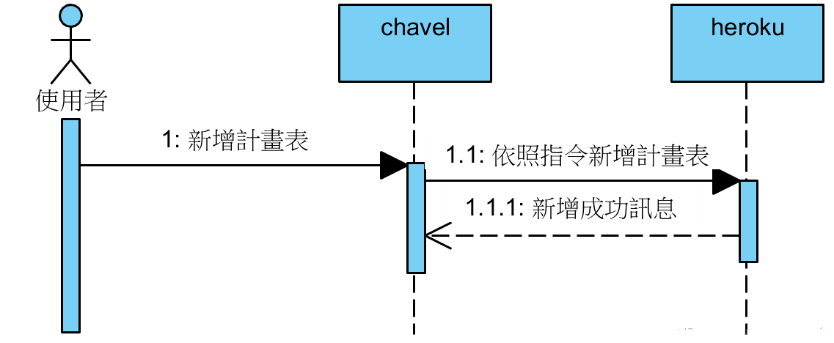 chavel
heroku
使用者
1: 新增計畫表
1.1: 依照指令新增計畫表
1.1.1: 新增成功訊息